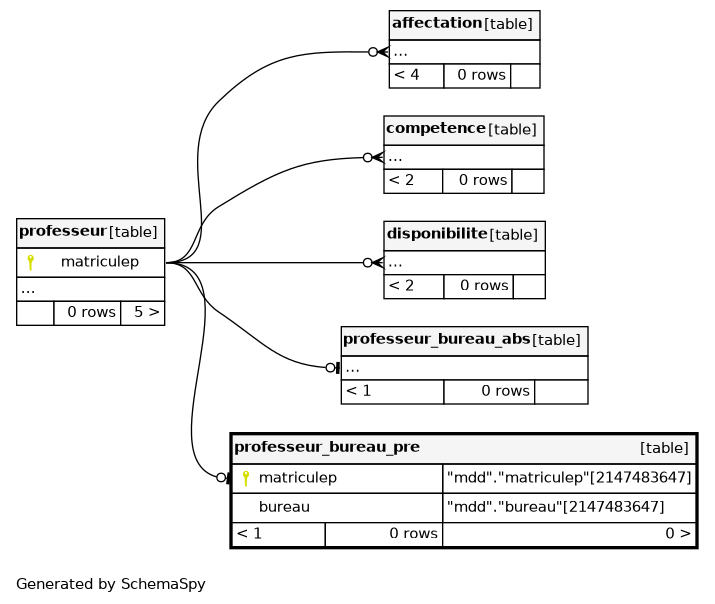 affectation [table]
...
< 4 0 rows
competence [table]
...
< 2 0 rows
disponibilite [table]
...
< 2 0 rows
professeur [table]
matriculep
...
0 rows 5 >
professeur_bureau_abs [table]
...
< 1 0 rows
professeur_bureau_pre [table]
matriculep "mdd"."matriculep"[2147483647]
bureau "mdd"."bureau"[2147483647]
< 1 0 rows 0 >
Generated by SchemaSpy